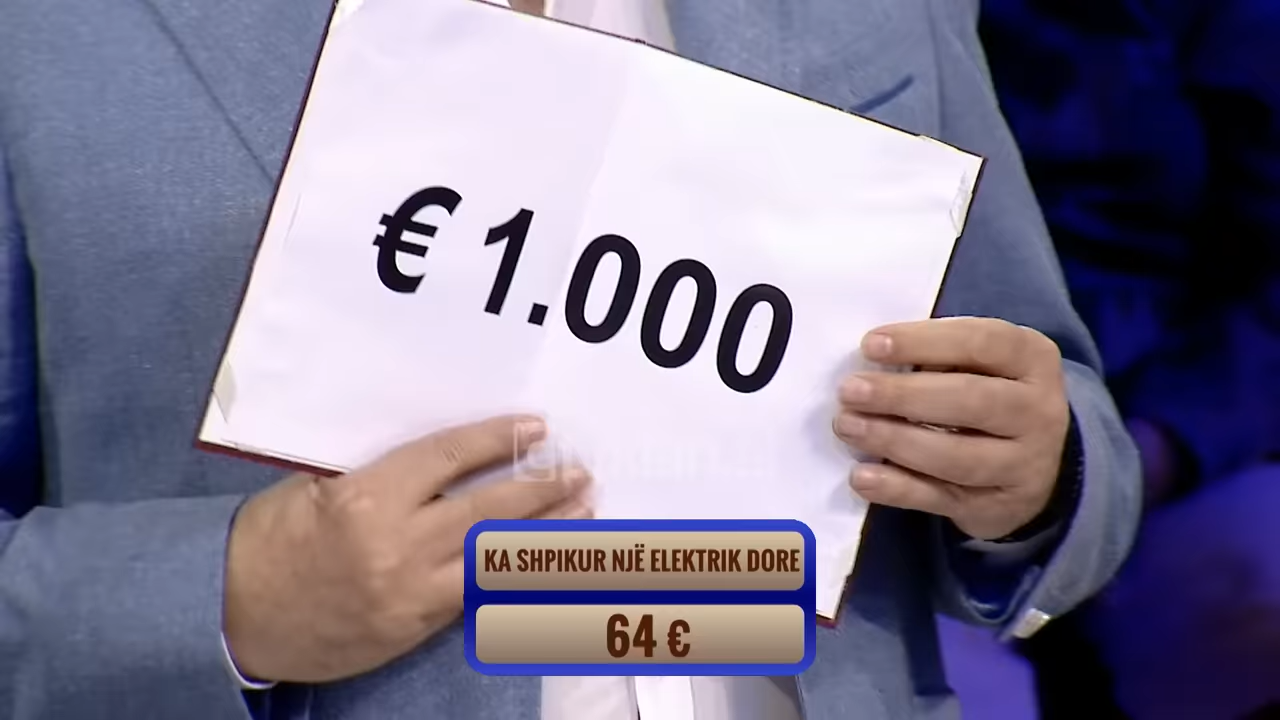 € 1.000
KA SHPIKUR NJË ELEKTRIK DORE
64 €